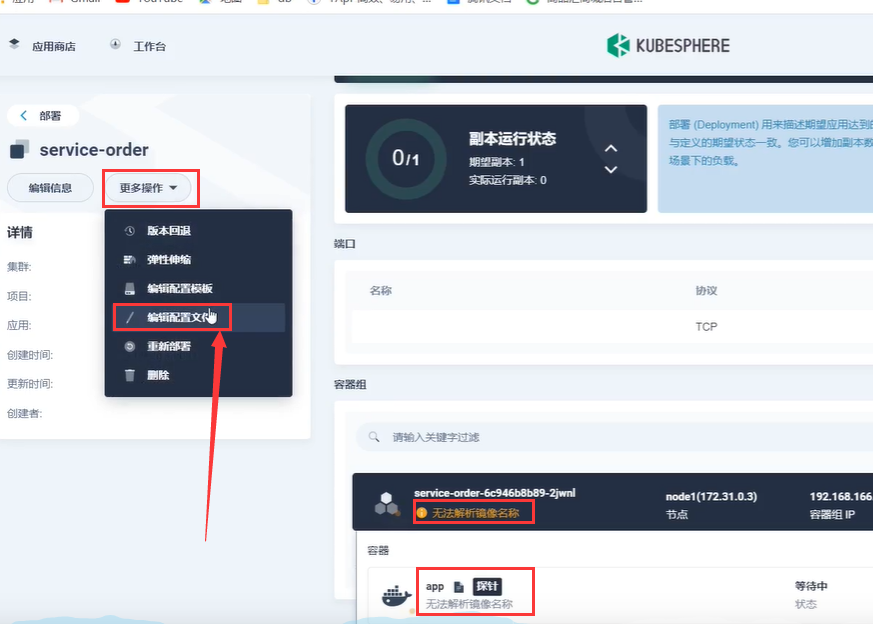 应用 Gmail YouTube 地图
应用商店 工作台 KUBESPHERE
部署
service-order
编辑信息 更多操作
版本回退
弹性伸缩
编辑配置模板
编辑配置文件
重新部署
删除
详情
集群:
项目:
应用:
创建时间:
更新时间:
创建者:
0/1
副本运行状态
期望副本: 1
实际运行副本: 0
部署 (Deployment) 用来描述期望应用达到的
与定义的期望状态一致。您可以增加副本数
场景下的负载。
端口
名称 协议
TCP
容器组
请输入关键字过滤
service-order-6c946b8b89-2jwnl
无法解析镜像名称
node1(172.31.0.3)
节点
192.168.166
容器组 IP
容器
app 探针
无法解析镜像名称
等待中
状态